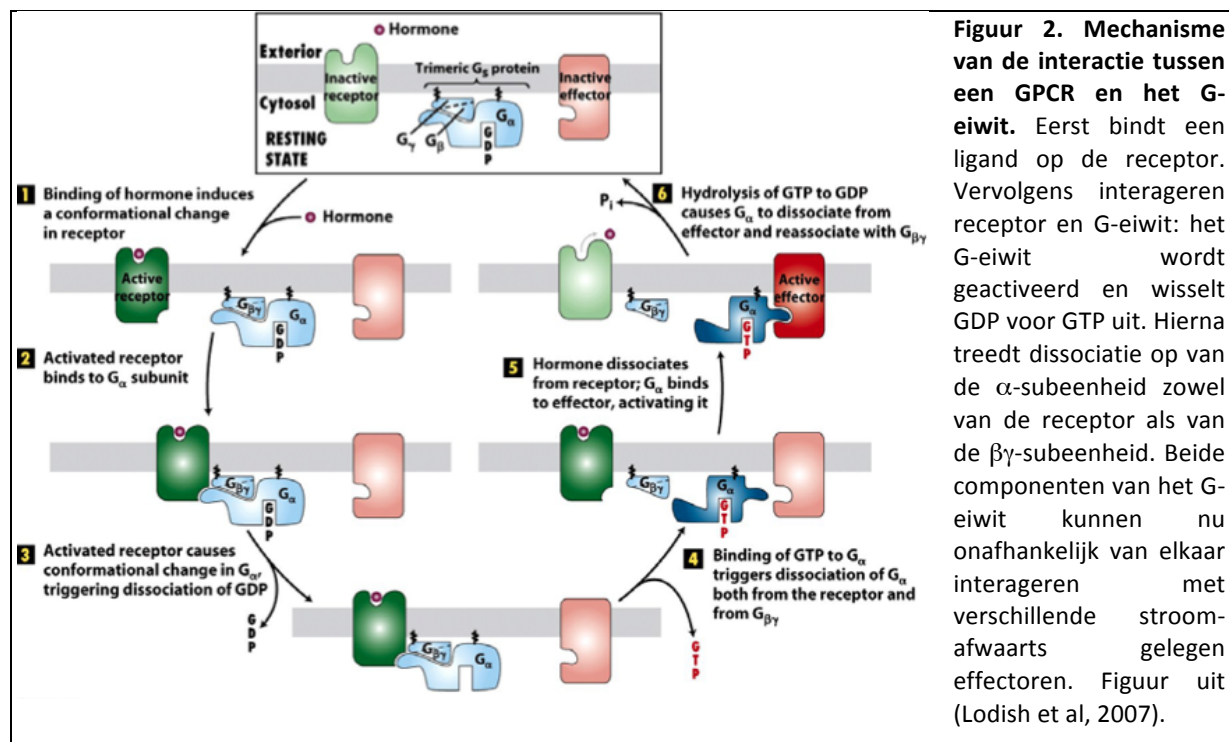 Hormone
Exterior
Inactive
receptor
Trimeric Gs protein
Inactive
effector
Cytosol
Gα
Gγ
Gβ
G
D
P
RESTING
STATE
1 Binding of hormone induces
a conformational change
in receptor
Hormone
Active
receptor
Gβγ
Gα
G
D
P
2 Activated receptor
binds to Gα subunit
Gβγ
Gα
G
D
P
3 Activated receptor causes
conformational change in Gα,
triggering dissociation of GDP
G
D
P
Gβγ
Gα
4 Binding of GTP to Gα
triggers dissociation of Gα
both from the receptor and
from Gβγ
G
T
P
Gβγ
Gα
G
T
P
5 Hormone dissociates
from receptor; Gα binds
to effector, activating it
Gβγ
Gα
G
T
P
Active
effector
6 Hydrolysis of GTP to GDP
causes Gα to dissociate from
effector and reassociate with Gβγ
Pi
Figuur 2. Mechanisme
van de interactie tussen
een GPCR en het G-
eiwit. Eerst bindt een
ligand op de receptor.
Vervolgens interageren
receptor en G-eiwit: het
G-eiwit wordt
geactiveerd en wisselt
GDP voor GTP uit. Hierna
treedt dissociatie op van
de α-subeenheid zowel
van de receptor als van
de βγ-subeenheid. Beide
componenten van het G-
eiwit kunnen nu
onafhankelijk van elkaar
interageren met
verschillende stroom-
afwaarts gelegen
effectoren. Figuur uit
(Lodish et al, 2007).